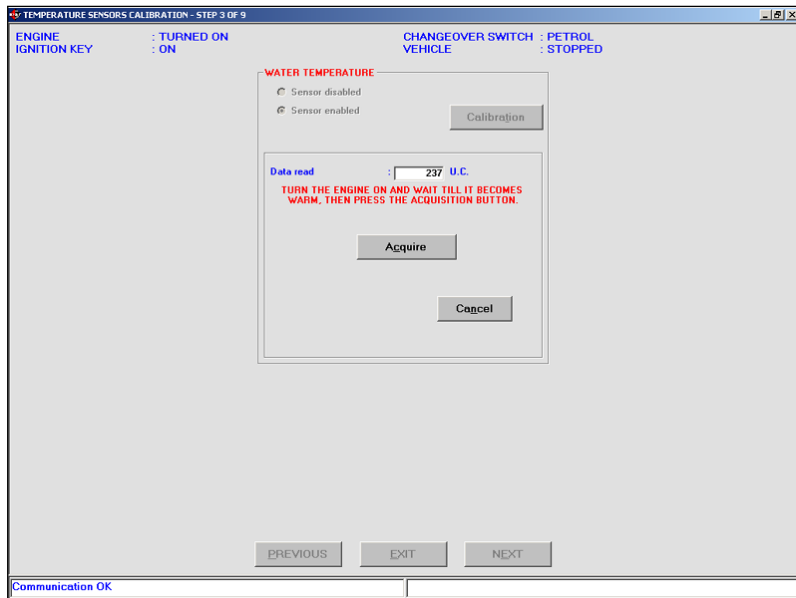 TEMPERATURE SENSORS CALIBRATION - STEP 3 OF 9
ENGINE : TURNED ON CHANGEOVER SWITCH : PETROL
IGNITION KEY : ON VEHICLE : STOPPED
WATER TEMPERATURE
Sensor disabled
Sensor enabled
Calibration
Data read : 237 U.C.
TURN THE ENGINE ON AND WAIT TILL IT BECOMES
WARM, THEN PRESS THE ACQUISITION BUTTON.
Acquire
Cancel
PREVIOUS EXIT NEXT
Communication OK